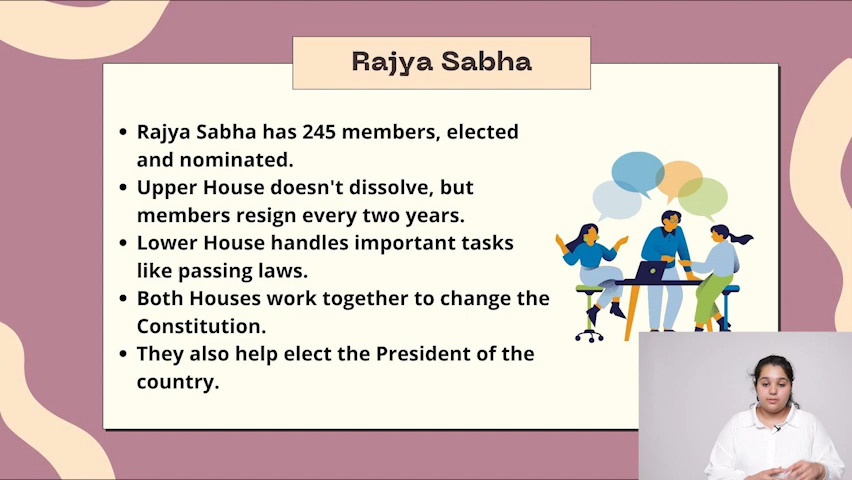 Rajya Sabha
• Rajya Sabha has 245 members, elected
and nominated.
• Upper House doesn't dissolve, but
members resign every two years.
• Lower House handles important tasks
like passing laws.
• Both Houses work together to change the
Constitution.
• They also help elect the President of the
country.